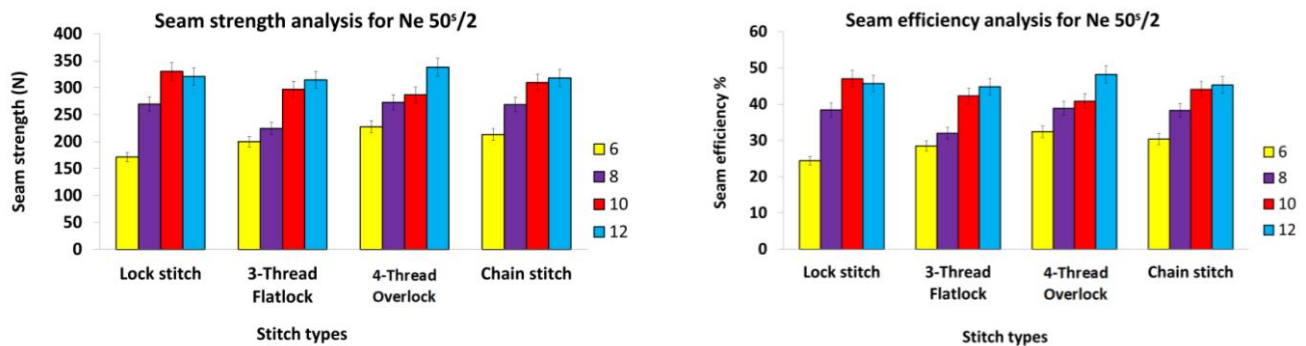 Seam strength analysis for Ne 50ˢ/2
Seam strength (N)
400
350
300
250
200
150
100
50
0
Lock stitch
3-Thread
Flatlock
4-Thread
Overlock
Chain stitch
Stitch types
6
8
10
12
Seam efficiency analysis for Ne 50ˢ/2
Seam efficiency %
60
50
40
30
20
10
0
Lock stitch
3-Thread
Flatlock
4-Thread
Overlock
Chain stitch
Stitch types
6
8
10
12